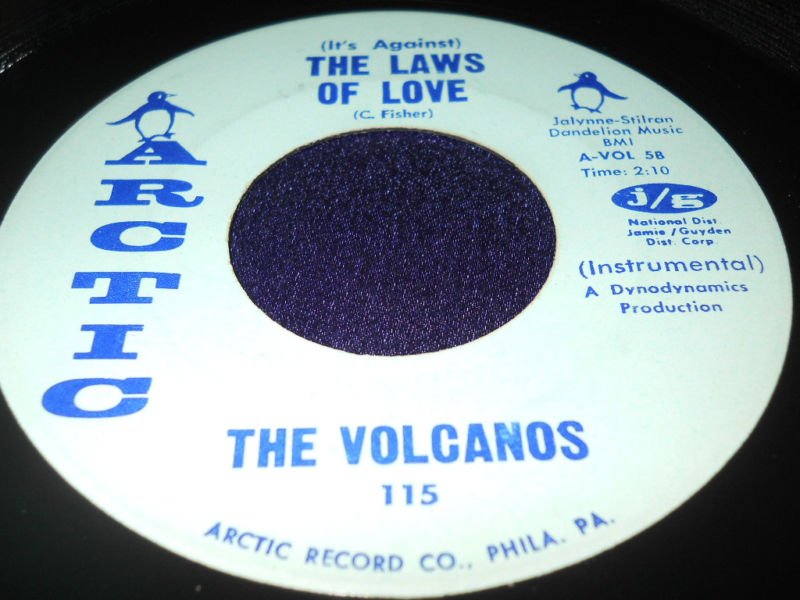 (It's Against)
THE LAWS
OF LOVE
(C. Fisher)
ARCTIC
Jalynne-Stilran
Dandelion Music
BMI
A-VOL 5B
Time: 2:10
j/g
National Dist.
Jamie/Guyden
Dist. Corp.
(Instrumental)
A Dynodynamics
Production
THE VOLCANOS
115
ARCTIC RECORD CO., PHILA. PA.